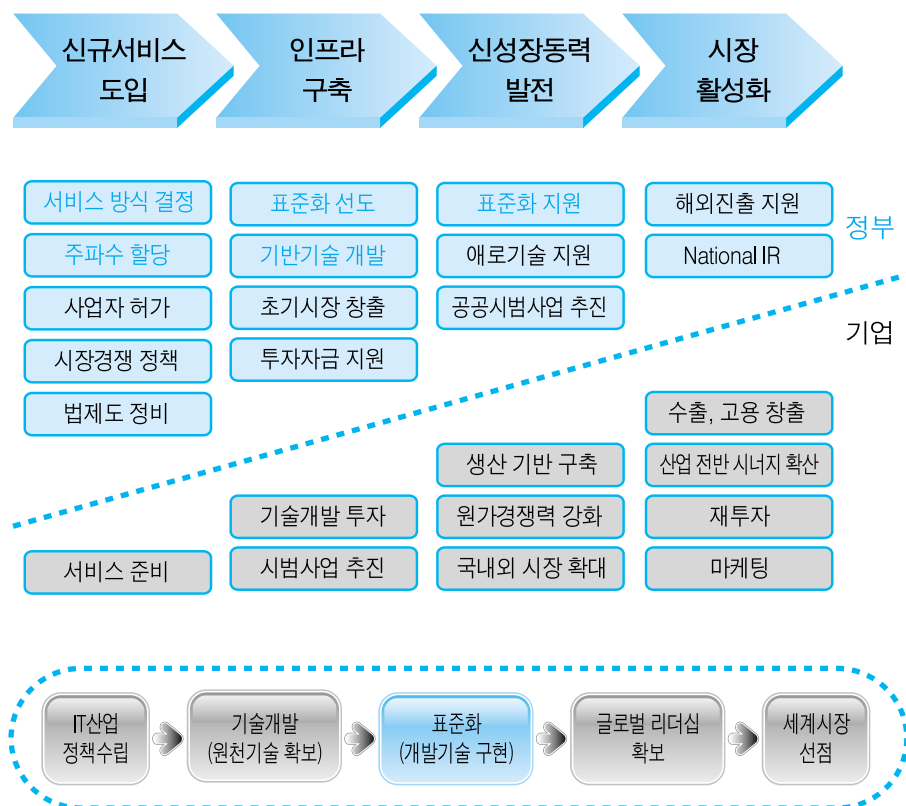 신규서비스
도입
인프라
구축
신성장동력
발전
시장
활성화
서비스 방식 결정
표준화 선도
표준화 지원
해외진출 지원
정부
주파수 할당
기반기술 개발
애로기술 지원
National IR
사업자 허가
초기시장 창출
공공시범사업 추진
기업
시장경쟁 정책
투자자금 지원
법제도 정비
수출, 고용 창출
생산 기반 구축
산업 전반 시너지 확산
기술개발 투자
원가경쟁력 강화
재투자
서비스 준비
시범사업 추진
국내외 시장 확대
마케팅
IT산업
정책수립
기술개발
(원천기술 확보)
표준화
(개발기술 구현)
글로벌 리더십
확보
세계시장
선점